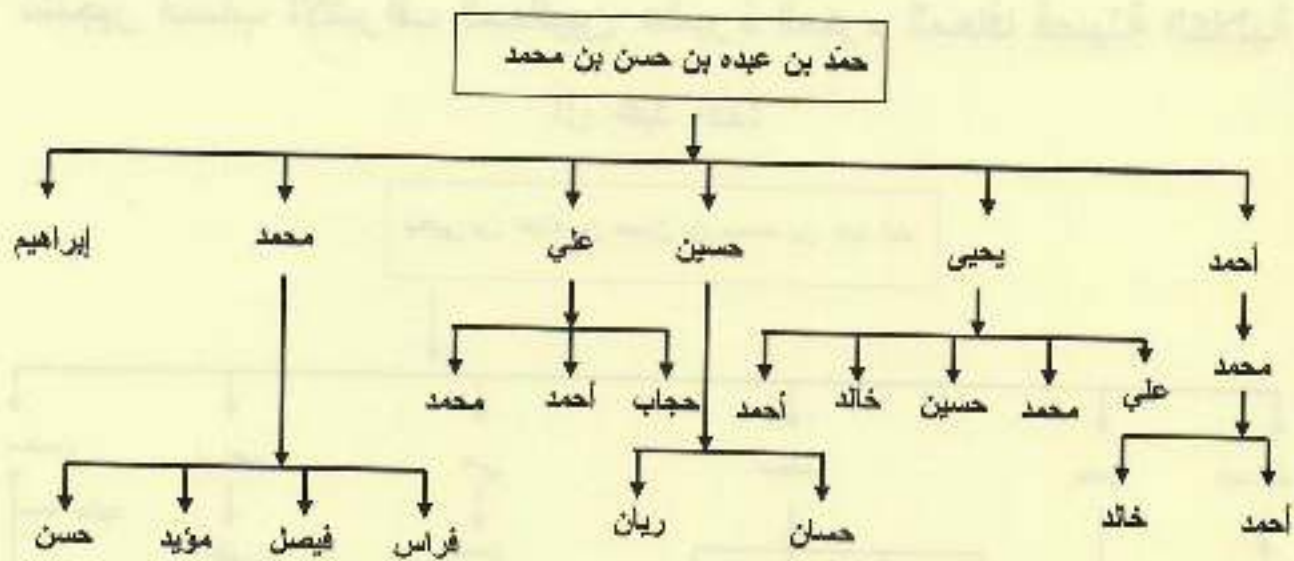 حمّد بن عبده بن حسن بن محمد
أحمد يحيى حسين علي محمد إبراهيم
محمد
علي محمد حسين خالد أحمد
حجاب أحمد محمد
أحمد خالد
حسان ريان
فراس فيصل مؤيد حسن